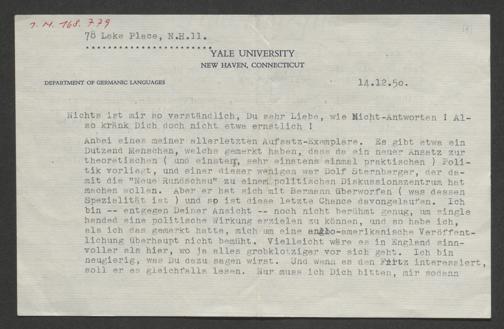 J. N. 168.779
78 Lake Place, N.H.11.
YALE UNIVERSITY
NEW HAVEN, CONNECTICUT
DEPARTMENT OF GERMANIC LANGUAGES
14.12.50.
Nichts ist mir so verständlich, Du sehr Liebe, wie Nicht-Antworten ! Al-
so kränk Dich doch nicht etwa ernstlich !
Anbei eines meiner allerletzten Aufsatz-Exemplare. Es gibt etwa ein
Dutzend Menschen, welche gemerkt haben, dass da ein neuer Ansatz zur
theoretischen ( und einstens, sehr einstens einmal praktischen ) Poli-
tik vorliegt, und einer dieser wenigen war Dolf Sternberger, der da-
mit die "Neue Rundschau" zu einem politischen Diskussionszentrum hat
machen wollen. Aber er hat sich mit Bermann überworfen ( was dessen
Spezialität ist ) und so ist diese letzte Chance davongelaufen. Ich
bin -- entgegen Deiner Ansicht -- noch nicht berühmt genug, um single
handed eine politische Wirkung erzielen zu können, und so habe ich,
als ich das gemerkt hatte, mich um eine anglo-amerikanische Veröffent-
lichung überhaupt nicht bemüht. Vielleicht wäre es in England sinn-
voller als hier, wo ja alles grobklotziger vor sich geht. Ich bin
neugierig, was Du dazu sagen wirst. Und wenn es den Fritz interessiert,
soll er es gleichfalls lesen. Nur muss ich Dich bitten, mir sodann